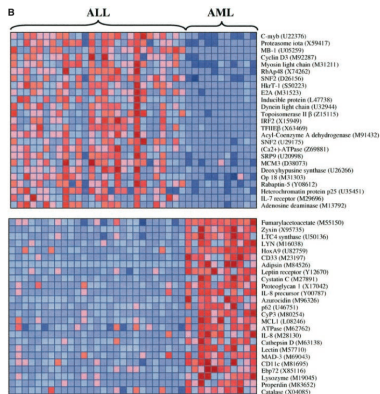 B
ALL
AML
C-myb (U22376)
Proteasome iota (X59417)
MB-1 (U05259)
Cyclin D3 (M92287)
Myosin light chain (M31211)
RbAp48 (X74262)
SNF2 (D26156)
HkrT-1 (S50223)
E2A (M31523)
Inducible protein (L47738)
Dynein light chain (U32944)
Topoisomerase II β (Z15115)
IRF2 (X15949)
TFIIEβ (X63469)
Acyl-Coenzyme A dehydrogenase (M91432)
SNF2 (U29175)
(Ca2+)-ATPase (Z69881)
SRP9 (U20998)
MCM3 (D38073)
Deoxyhypusine synthase (U26266)
Op 18 (M31303)
Rabaptin-5 (Y08612)
Heterochromatin protein p25 (U35451)
IL-7 receptor (M29696)
Adenosine deaminase (M13792)
Fumarylacetoacetate (M55150)
Zyxin (X95735)
LTC4 synthase (U50136)
LYN (M16038)
HoxA9 (U82759)
CD33 (M23197)
Adipsin (M84526)
Leptin receptor (Y12670)
Cystatin C (M27891)
Proteoglycan 1 (X17042)
IL-8 precursor (Y00787)
Azurocidin (M96326)
p62 (U46751)
CyP3 (M80254)
MCL1 (L08246)
ATPase (M62762)
IL-8 (M28130)
Cathepsin D (M63138)
Lectin (M57710)
MAD-3 (M69043)
CD11c (M81695)
Ebp72 (X85116)
Lysozyme (M19045)
Properdin (M83652)
Catalase (X04085)